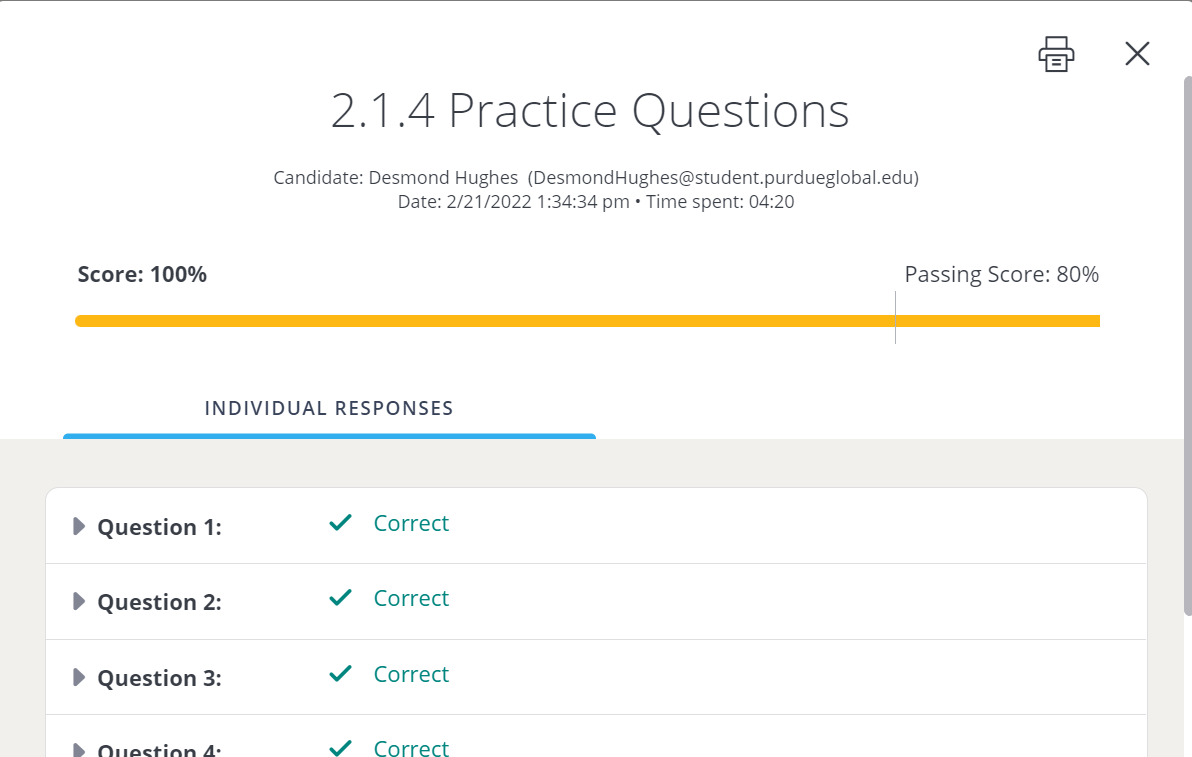 2.1.4 Practice Questions
Candidate: Desmond Hughes (DesmondHughes@student.purdueglobal.edu)
Date: 2/21/2022 1:34:34 pm • Time spent: 04:20
Score: 100%
Passing Score: 80%
INDIVIDUAL RESPONSES
Question 1: Correct
Question 2: Correct
Question 3: Correct
Question 4: Correct